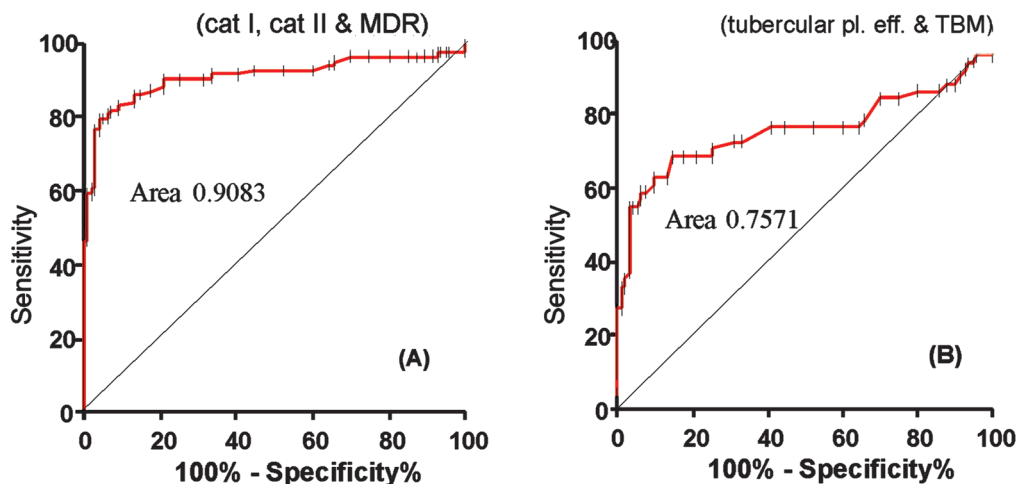 (cat I, cat II & MDR)
100
80
60
40
20
0
Sensitivity
Area 0.9083
(A)
0 20 40 60 80 100
100% - Specificity%
(tubercular pl. eff. & TBM)
100
80
60
40
20
0
Sensitivity
Area 0.7571
(B)
0 20 40 60 80 100
100% - Specificity%